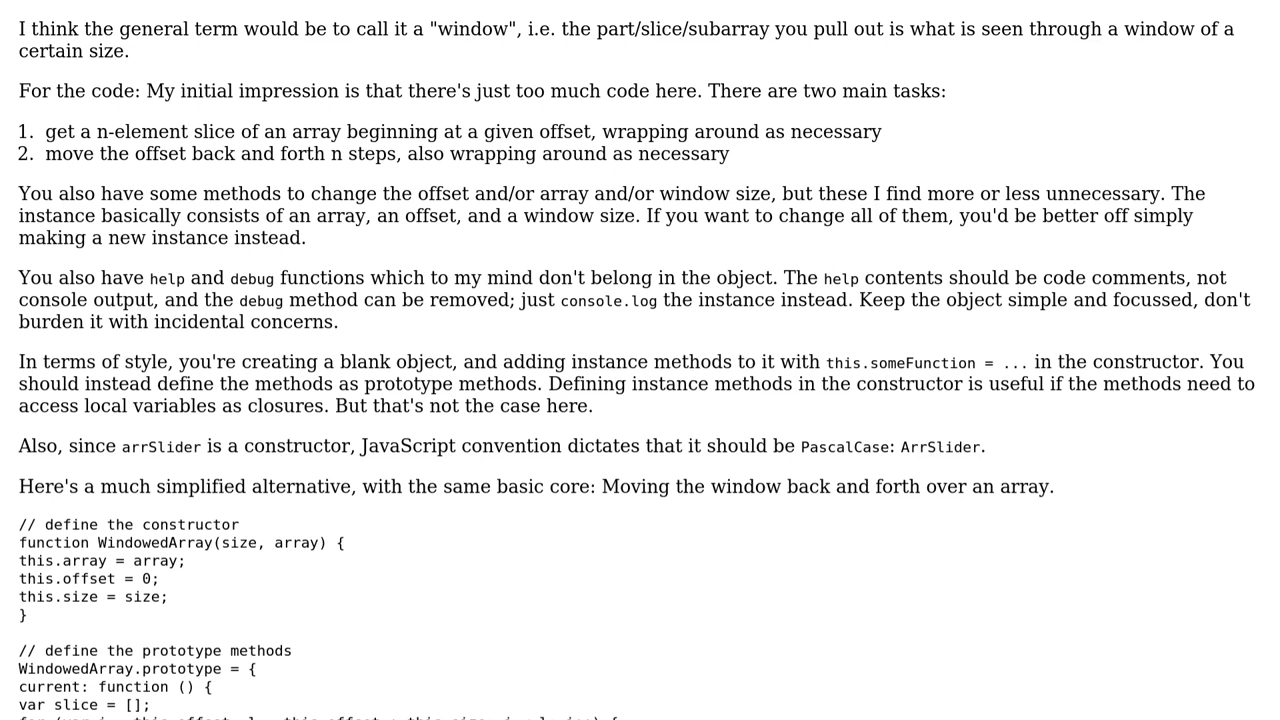 I think the general term would be to call it a "window", i.e. the part/slice/subarray you pull out is what is seen through a window of a
certain size.
For the code: My initial impression is that there's just too much code here. There are two main tasks:
1. get a n-element slice of an array beginning at a given offset, wrapping around as necessary
2. move the offset back and forth n steps, also wrapping around as necessary
You also have some methods to change the offset and/or array and/or window size, but these I find more or less unnecessary. The
instance basically consists of an array, an offset, and a window size. If you want to change all of them, you'd be better off simply
making a new instance instead.
You also have help and debug functions which to my mind don't belong in the object. The help contents should be code comments, not
console output, and the debug method can be removed; just console.log the instance instead. Keep the object simple and focussed, don't
burden it with incidental concerns.
In terms of style, you're creating a blank object, and adding instance methods to it with this.someFunction = ... in the constructor. You
should instead define the methods as prototype methods. Defining instance methods in the constructor is useful if the methods need to
access local variables as closures. But that's not the case here.
Also, since arrSlider is a constructor, JavaScript convention dictates that it should be PascalCase: ArrSlider.
Here's a much simplified alternative, with the same basic core: Moving the window back and forth over an array.
// define the constructor
function WindowedArray(size, array) {
this.array = array;
this.offset = 0;
this.size = size;
}
// define the prototype methods
WindowedArray.prototype = {
current: function () {
var slice = [];